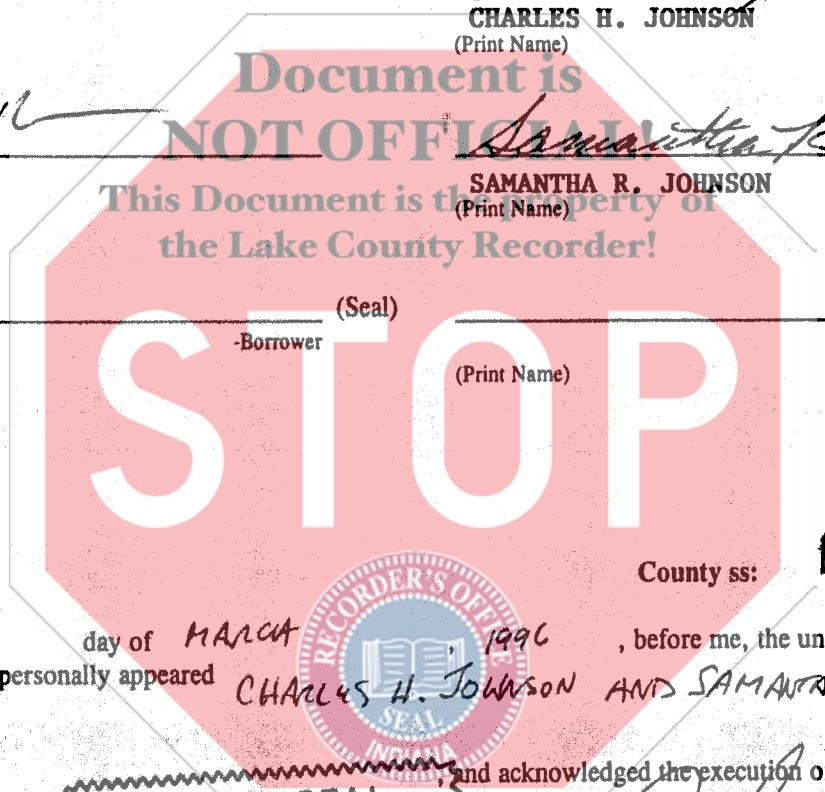 CHARLES H. JOHNSON
(Print Name)
Document is
NOT OFFICIAL!
Samantha
SAMANTHA R. JOHNSON
(Print Name)
This Document is the property of
the Lake County Recorder!
(Seal)
-Borrower
(Print Name)
STOP
County ss:
RECORDER'S OFFICE
day of MARCH, 1996, before me, the un
personally appeared CHARLES H. JOHNSON AND SAMANT
SEAL
INDIANA
, and acknowledged the execution o